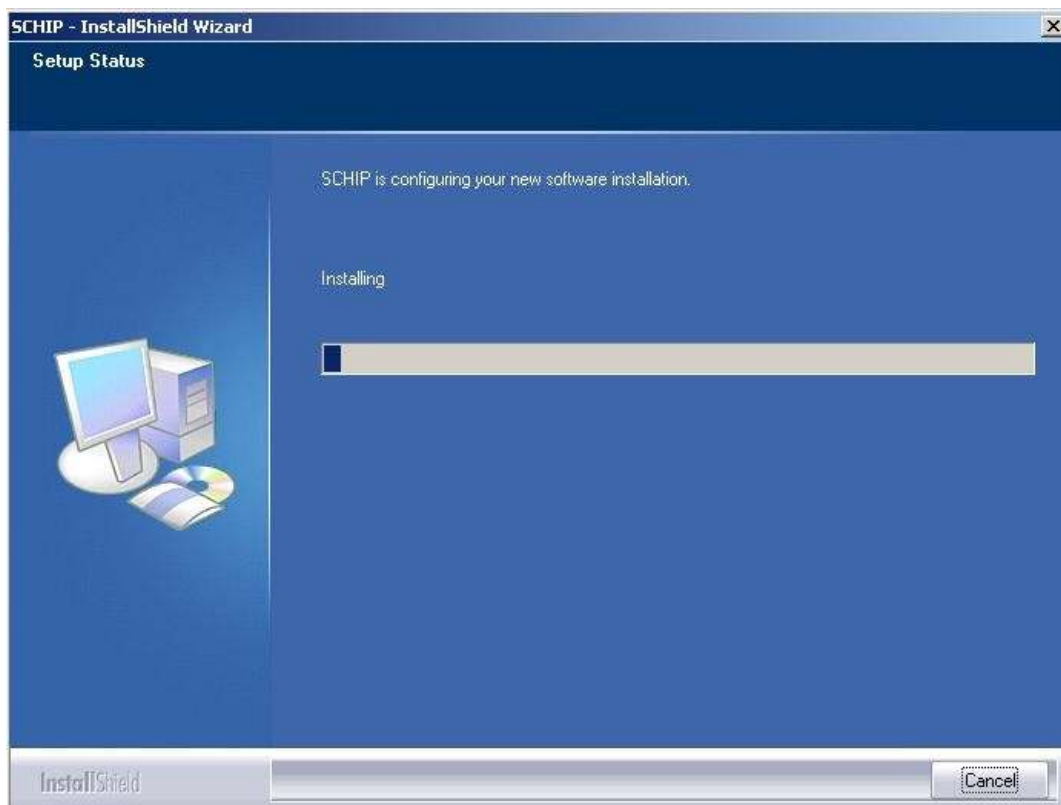 SCHIP - InstallShield Wizard
Setup Status
SCHIP is configuring your new software installation.
Installing
InstallShield
Cancel